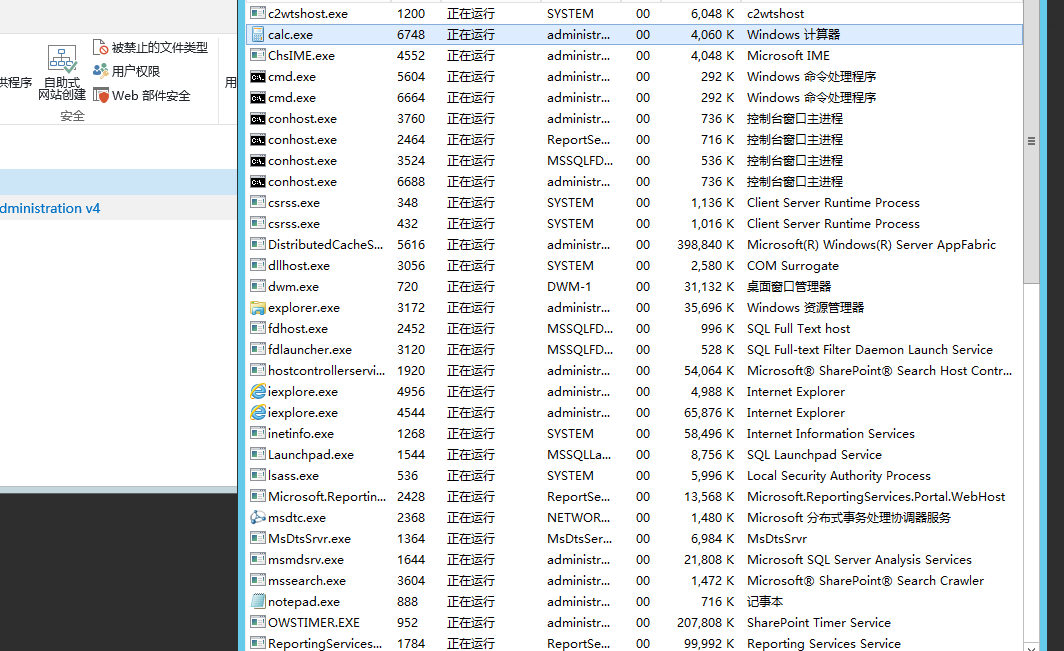 被禁止的文件类型
用户权限
Web 部件安全
供程序
自助式
网站创建
安全
用
dministration v4
c2wtshost.exe 1200 正在运行 SYSTEM 00 6,048 K c2wtshost
calc.exe 6748 正在运行 administr... 00 4,060 K Windows 计算器
ChsIME.exe 4552 正在运行 administr... 00 4,048 K Microsoft IME
cmd.exe 5604 正在运行 administr... 00 292 K Windows 命令处理程序
cmd.exe 6664 正在运行 administr... 00 292 K Windows 命令处理程序
conhost.exe 3760 正在运行 administr... 00 736 K 控制台窗口主进程
conhost.exe 2464 正在运行 ReportSe... 00 716 K 控制台窗口主进程
conhost.exe 3524 正在运行 MSSQLFD... 00 536 K 控制台窗口主进程
conhost.exe 6688 正在运行 administr... 00 736 K 控制台窗口主进程
csrss.exe 348 正在运行 SYSTEM 00 1,136 K Client Server Runtime Process
csrss.exe 432 正在运行 SYSTEM 00 1,016 K Client Server Runtime Process
DistributedCacheS... 5616 正在运行 administr... 00 398,840 K Microsoft(R) Windows(R) Server AppFabric
dllhost.exe 3056 正在运行 SYSTEM 00 2,580 K COM Surrogate
dwm.exe 720 正在运行 DWM-1 00 31,132 K 桌面窗口管理器
explorer.exe 3172 正在运行 administr... 00 35,696 K Windows 资源管理器
fdhost.exe 2452 正在运行 MSSQLFD... 00 996 K SQL Full Text host
fdlauncher.exe 3120 正在运行 MSSQLFD... 00 528 K SQL Full-text Filter Daemon Launch Service
hostcontrollerservi... 1920 正在运行 administr... 00 54,064 K Microsoft® SharePoint® Search Host Contr...
iexplore.exe 4956 正在运行 administr... 00 4,988 K Internet Explorer
iexplore.exe 4544 正在运行 administr... 00 65,876 K Internet Explorer
inetinfo.exe 1268 正在运行 SYSTEM 00 58,496 K Internet Information Services
Launchpad.exe 1544 正在运行 MSSQLLa... 00 8,756 K SQL Launchpad Service
lsass.exe 536 正在运行 SYSTEM 00 5,996 K Local Security Authority Process
Microsoft.Reportin... 2428 正在运行 ReportSe... 00 13,568 K Microsoft.ReportingServices.Portal.WebHost
msdtc.exe 2368 正在运行 NETWOR... 00 1,480 K Microsoft 分布式事务处理协调器服务
MsDtsSrvr.exe 1364 正在运行 MsDtsSer... 00 6,984 K MsDtsSrvr
msmdsrv.exe 1644 正在运行 administr... 00 21,808 K Microsoft SQL Server Analysis Services
mssearch.exe 3604 正在运行 administr... 00 1,472 K Microsoft® SharePoint® Search Crawler
notepad.exe 888 正在运行 administr... 00 716 K 记事本
OWSTIMER.EXE 952 正在运行 administr... 00 207,808 K SharePoint Timer Service
ReportingServices... 1784 正在运行 ReportSe... 00 99,992 K Reporting Services Service